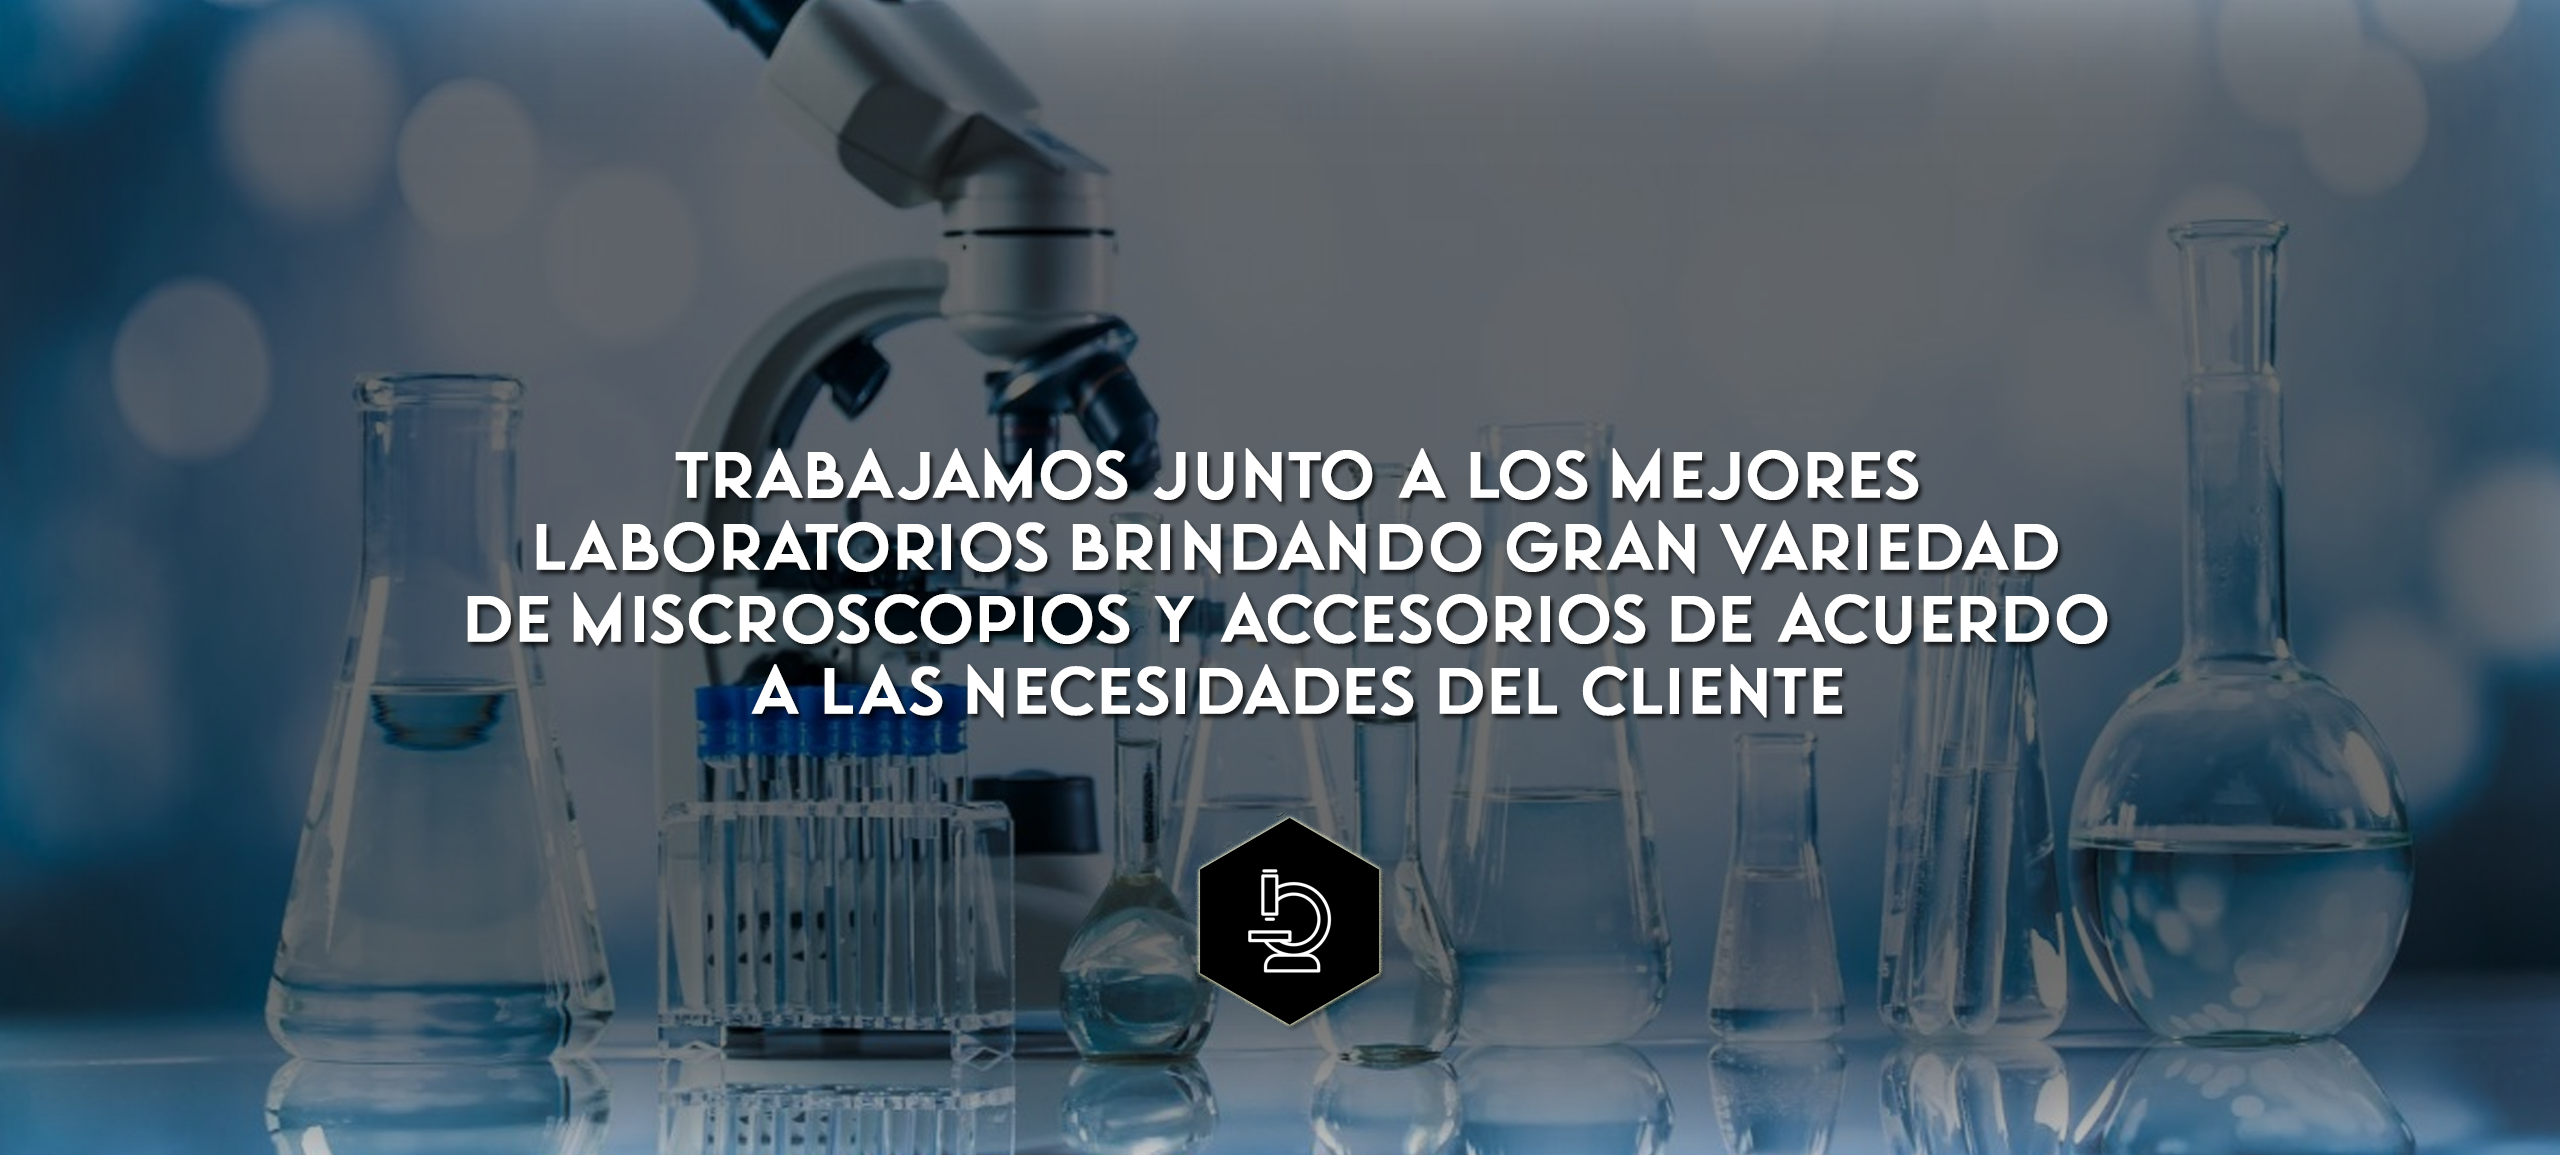 TRABAJAMOS JUNTO A LOS MEJORES
LABORATORIOS BRINDANDO GRAN VARIEDAD
DE MISCROSCOPIOS Y ACCESORIOS DE ACUERDO
A LAS NECESIDADES DEL CLIENTE